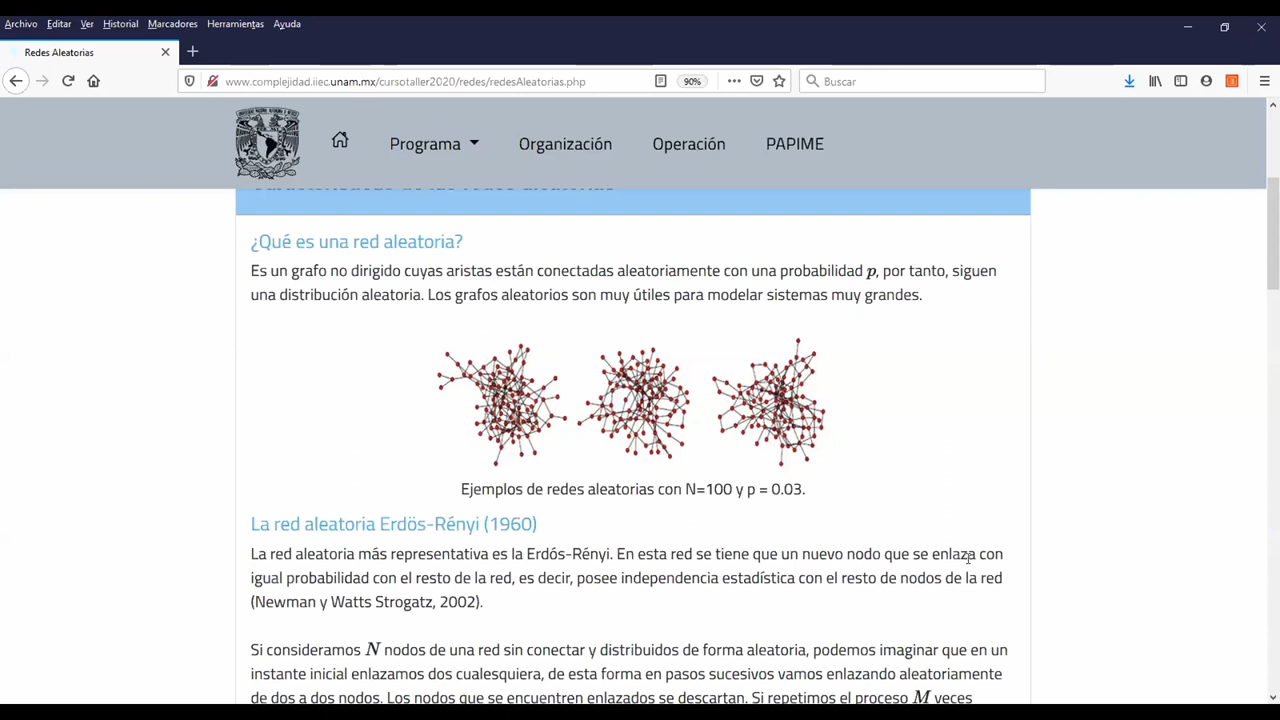 Archivo Editar Ver Historial Marcadores Herramientas Ayuda
Redes Aleatorias
www.complejidad.iiec.unam.mx/cursotaller2020/redes/redesAleatorias.php
90%
Buscar
Programa Organización Operación PAPIME
Características de las redes aleatorias
¿Qué es una red aleatoria?
Es un grafo no dirigido cuyas aristas están conectadas aleatoriamente con una probabilidad p, por tanto, siguen
una distribución aleatoria. Los grafos aleatorios son muy útiles para modelar sistemas muy grandes.
Ejemplos de redes aleatorias con N=100 y p = 0.03.
La red aleatoria Erdös-Rényi (1960)
La red aleatoria más representativa es la Erdós-Rényi. En esta red se tiene que un nuevo nodo que se enlaza con
igual probabilidad con el resto de la red, es decir, posee independencia estadística con el resto de nodos de la red
(Newman y Watts Strogatz, 2002).
Si consideramos N nodos de una red sin conectar y distribuidos de forma aleatoria, podemos imaginar que en un
instante inicial enlazamos dos cualesquiera, de esta forma en pasos sucesivos vamos enlazando aleatoriamente
de dos a dos nodos. Los nodos que se encuentren enlazados se descartan. Si repetimos el proceso M veces